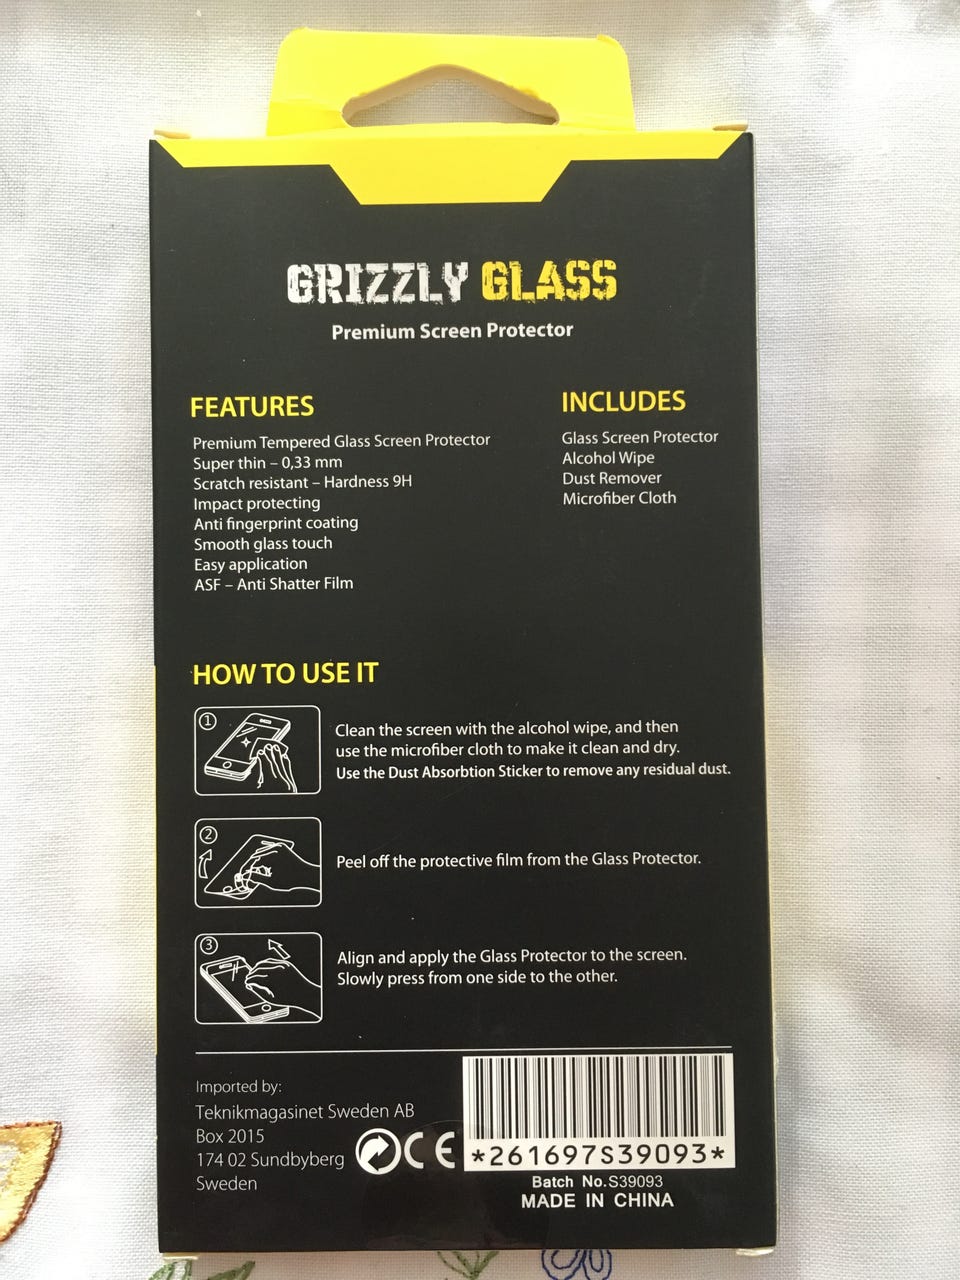 GRIZZLY GLASS
Premium Screen Protector
FEATURES
Premium Tempered Glass Screen Protector
Super thin – 0,33 mm
Scratch resistant – Hardness 9H
Impact protecting
Anti fingerprint coating
Smooth glass touch
Easy application
ASF – Anti Shatter Film
INCLUDES
Glass Screen Protector
Alcohol Wipe
Dust Remover
Microfiber Cloth
HOW TO USE IT
1
Clean the screen with the alcohol wipe, and then
use the microfiber cloth to make it clean and dry.
Use the Dust Absorbtion Sticker to remove any residual dust.
2
Peel off the protective film from the Glass Protector.
3
Align and apply the Glass Protector to the screen.
Slowly press from one side to the other.
Imported by:
Teknikmagasinet Sweden AB
Box 2015
174 02 Sundbyberg
Sweden
CE
*261697S39093*
Batch No.S39093
MADE IN CHINA